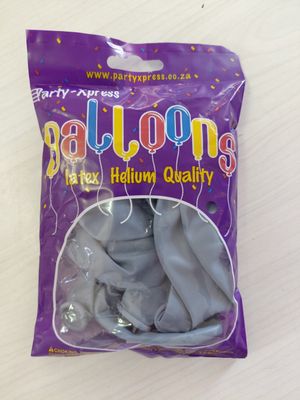 www.partyxpress.co.za
Party-Xpress
Balloons
Latex Helium Quality